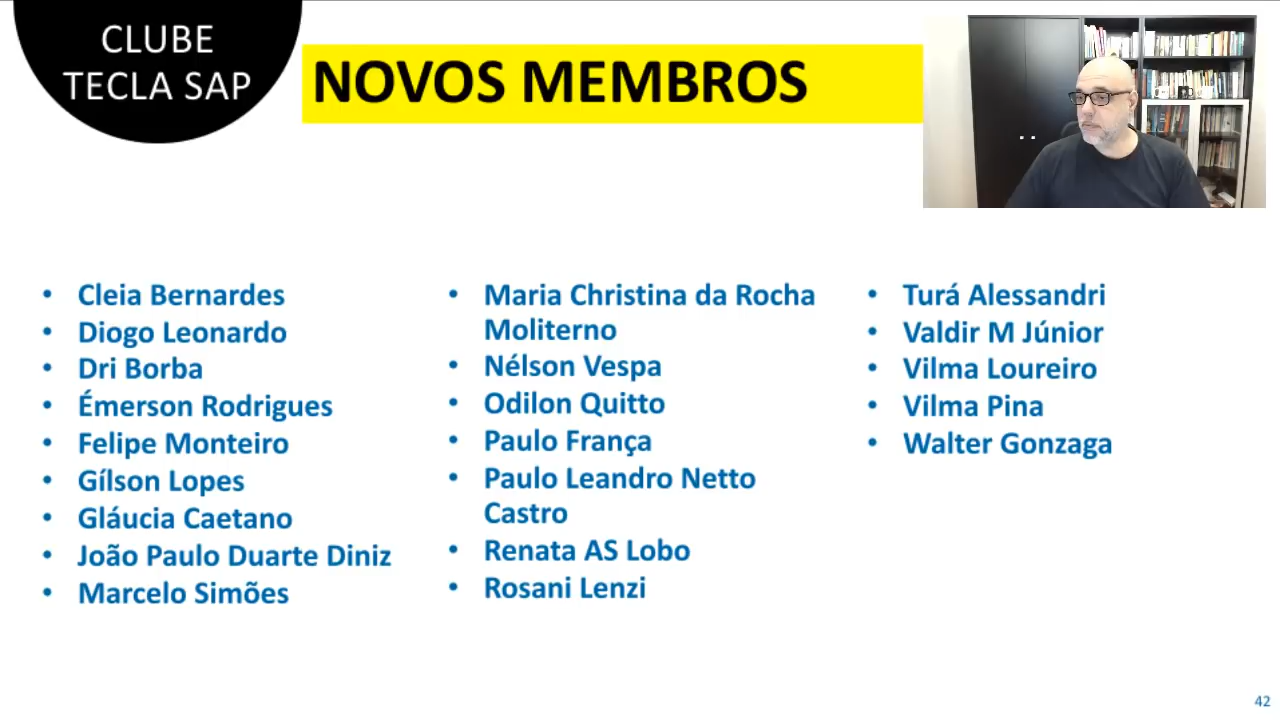 CLUBE
TECLA SAP
NOVOS MEMBROS
• Cleia Bernardes
• Diogo Leonardo
• Dri Borba
• Émerson Rodrigues
• Felipe Monteiro
• Gílson Lopes
• Gláucia Caetano
• João Paulo Duarte Diniz
• Marcelo Simões
• Maria Christina da Rocha
Moliterno
• Nélson Vespa
• Odilon Quitto
• Paulo França
• Paulo Leandro Netto
Castro
• Renata AS Lobo
• Rosani Lenzi
• Turá Alessandri
• Valdir M Júnior
• Vilma Loureiro
• Vilma Pina
• Walter Gonzaga
42